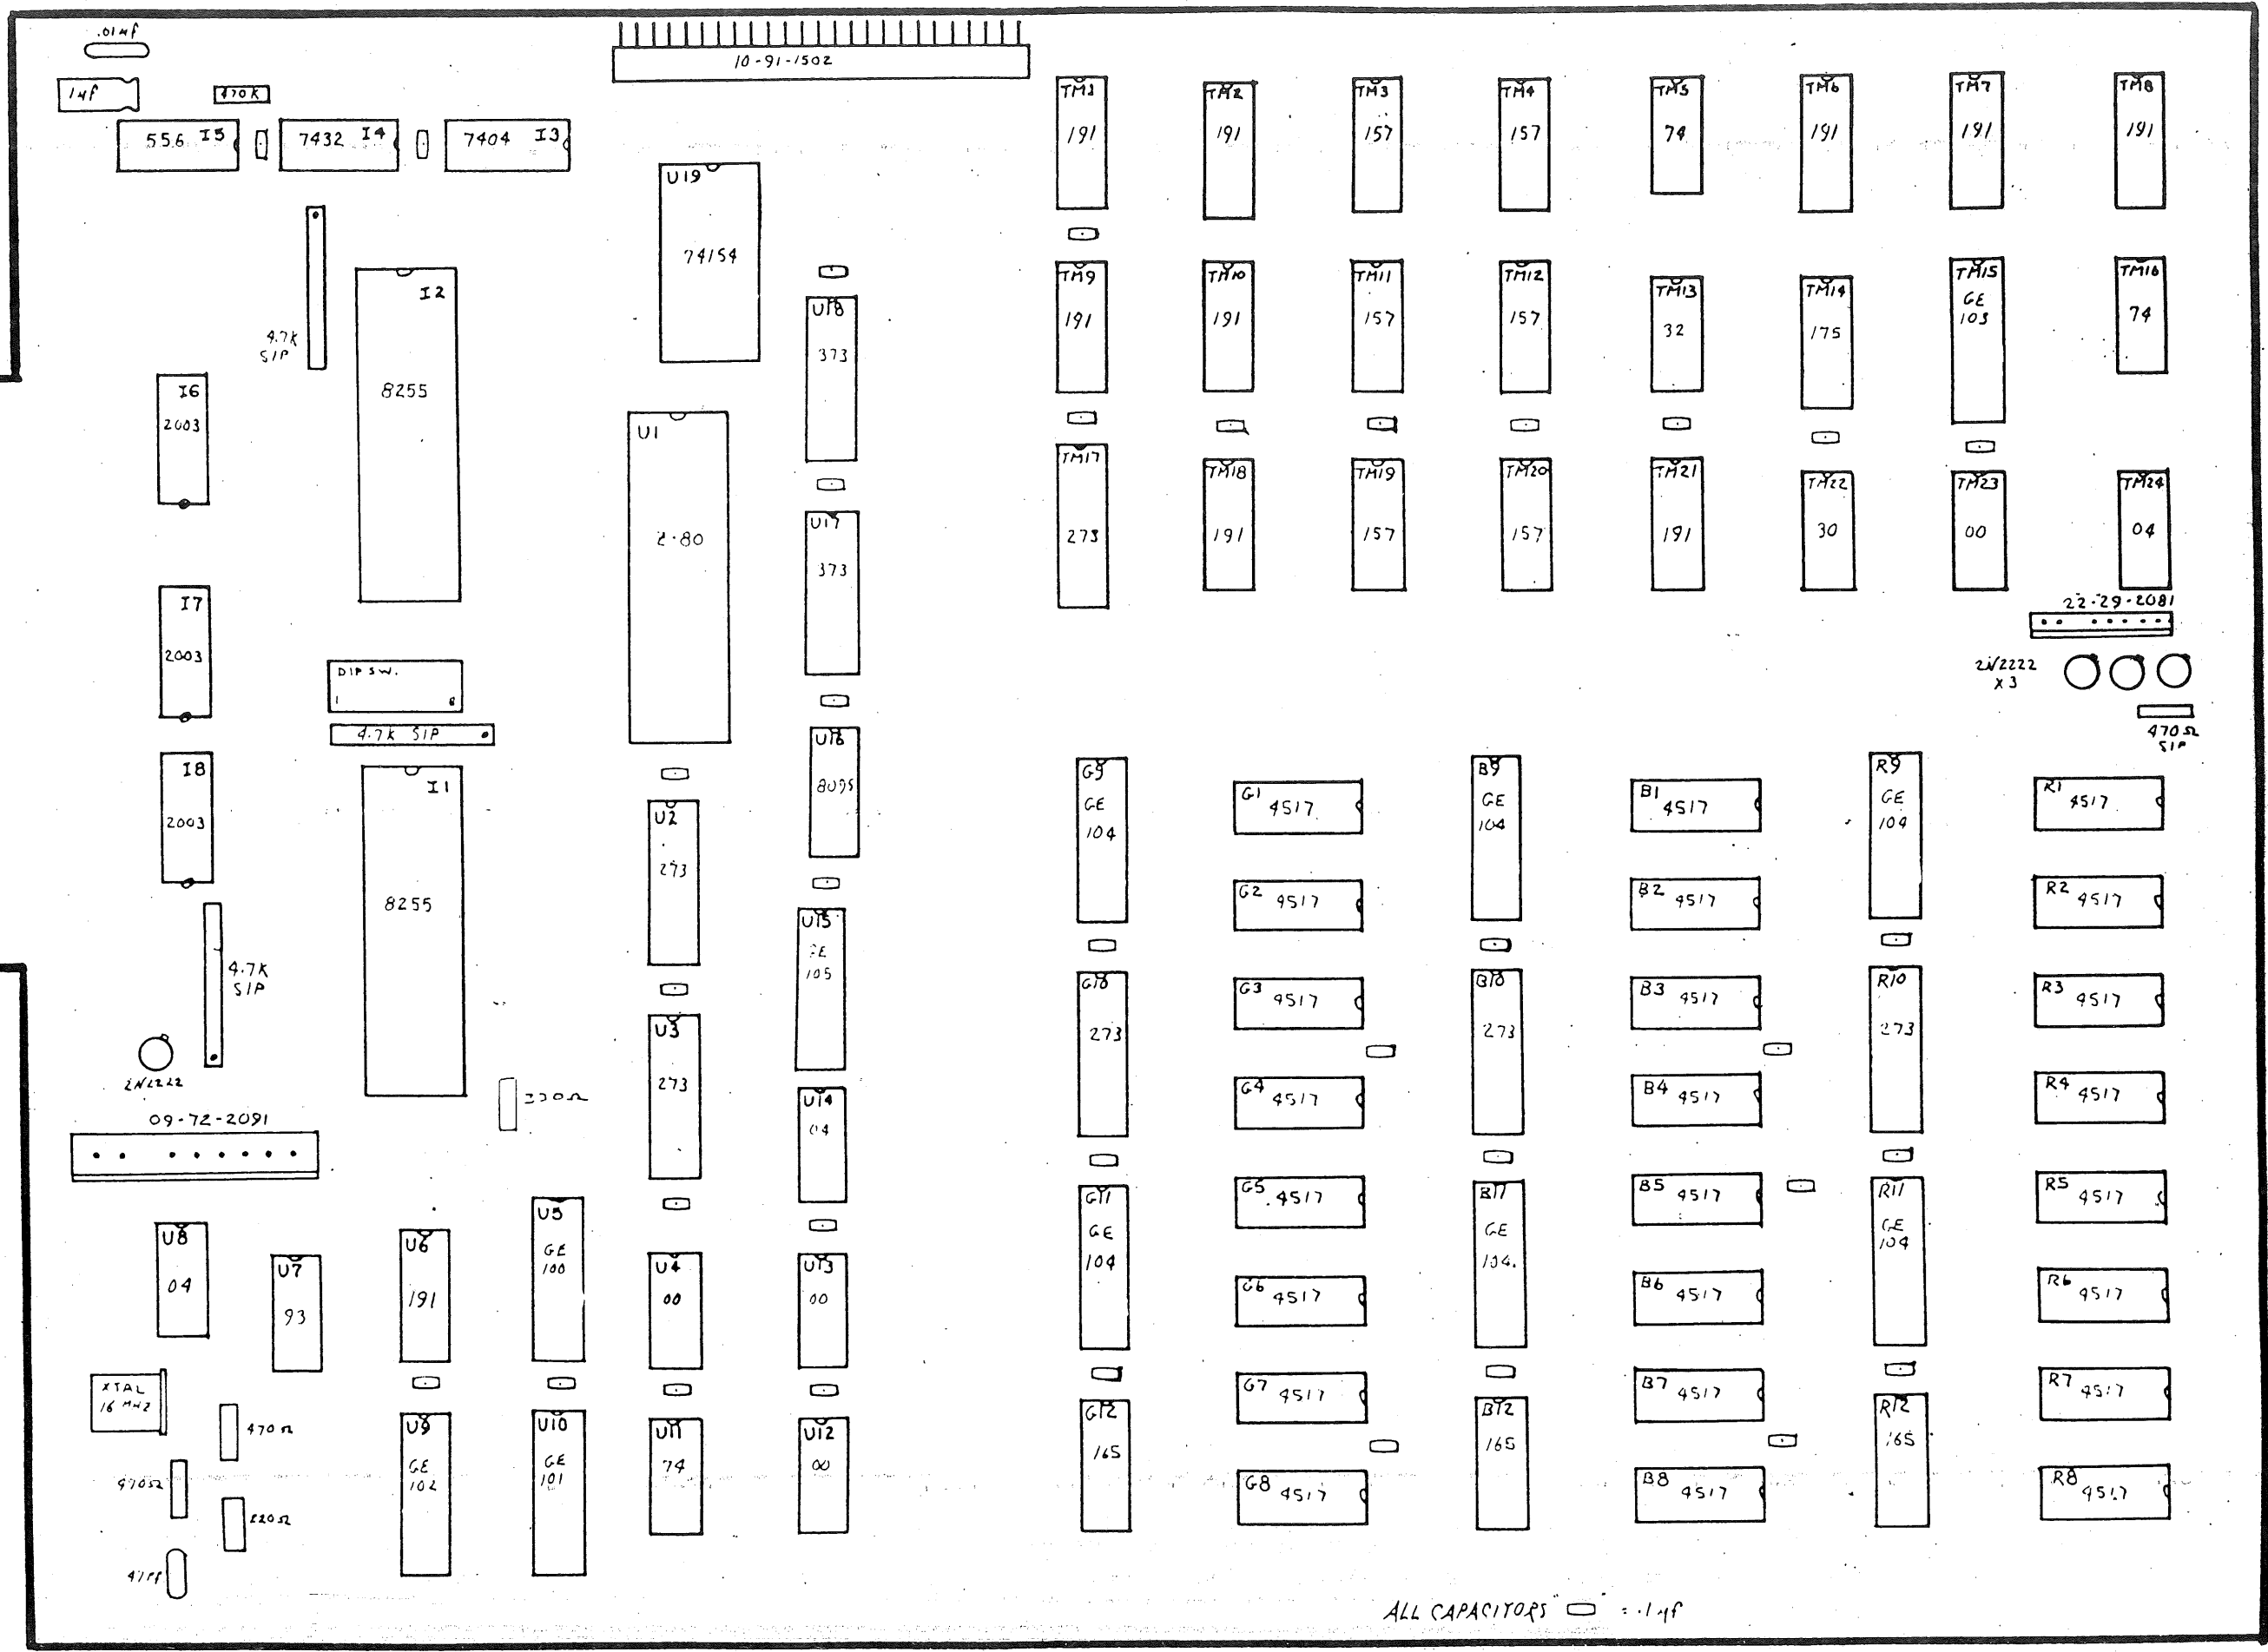 .01µf
1µf
470K
556 I5
7432 I4
7404 I3
10-91-1502
U19
74154
4.7K
SIP
I2
8255
I6
2003
I7
2003
I8
2003
DIP SW.
1 8
4.7K SIP
I1
8255
4.7K
SIP
2N2222
09-72-2091
U1
Z-80
U18
373
U17
373
U16
8095
U15
GE
105
U14
04
U13
00
U12
00
U2
273
U3
273
U4
00
U11
74
U5
GE
100
U10
GE
101
U6
191
U9
GE
102
U8
04
U7
93
XTAL
16 MHZ
470Ω
470Ω
220Ω
47Pf
TM1
191
TM2
191
TM3
157
TM4
157
TM5
74
TM6
191
TM7
191
TM8
191
TM9
191
TM10
191
TM11
157
TM12
157
TM13
32
TM14
175
TM15
GE
103
TM16
74
TM17
273
TM18
191
TM19
157
TM20
157
TM21
191
TM22
30
TM23
00
TM24
04
22-29-2081
2N2222
X3
470Ω
SIP
G9
GE
104
G10
273
G11
GE
104
G12
165
G1 4517
G2 4517
G3 4517
G4 4517
G5 4517
G6 4517
G7 4517
G8 4517
B9
GE
104
B10
273
B11
GE
104.
B12
165
B1 4517
B2 4517
B3 4517
B4 4517
B5 4517
B6 4517
B7 4517
B8 4517
R9
GE
104
R10
273
R11
GE
104
R12
165
R1 4517
R2 4517
R3 4517
R4 4517
R5 4517
R6 4517
R7 4517
R8 4517
ALL CAPACITORS " " = .1µf